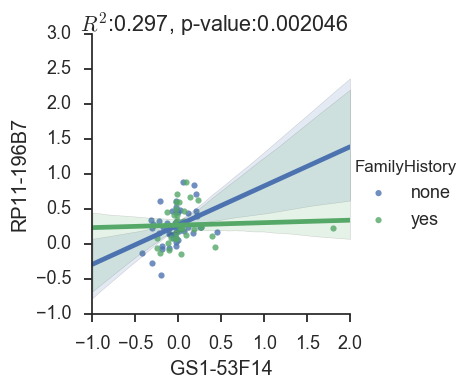 R²:0.297, p-value:0.002046
3.0
2.5
2.0
1.5
1.0
0.5
0.0
−0.5
−1.0
RP11-196B7
−1.0 −0.5 0.0 0.5 1.0 1.5 2.0
GS1-53F14
FamilyHistory
none
yes